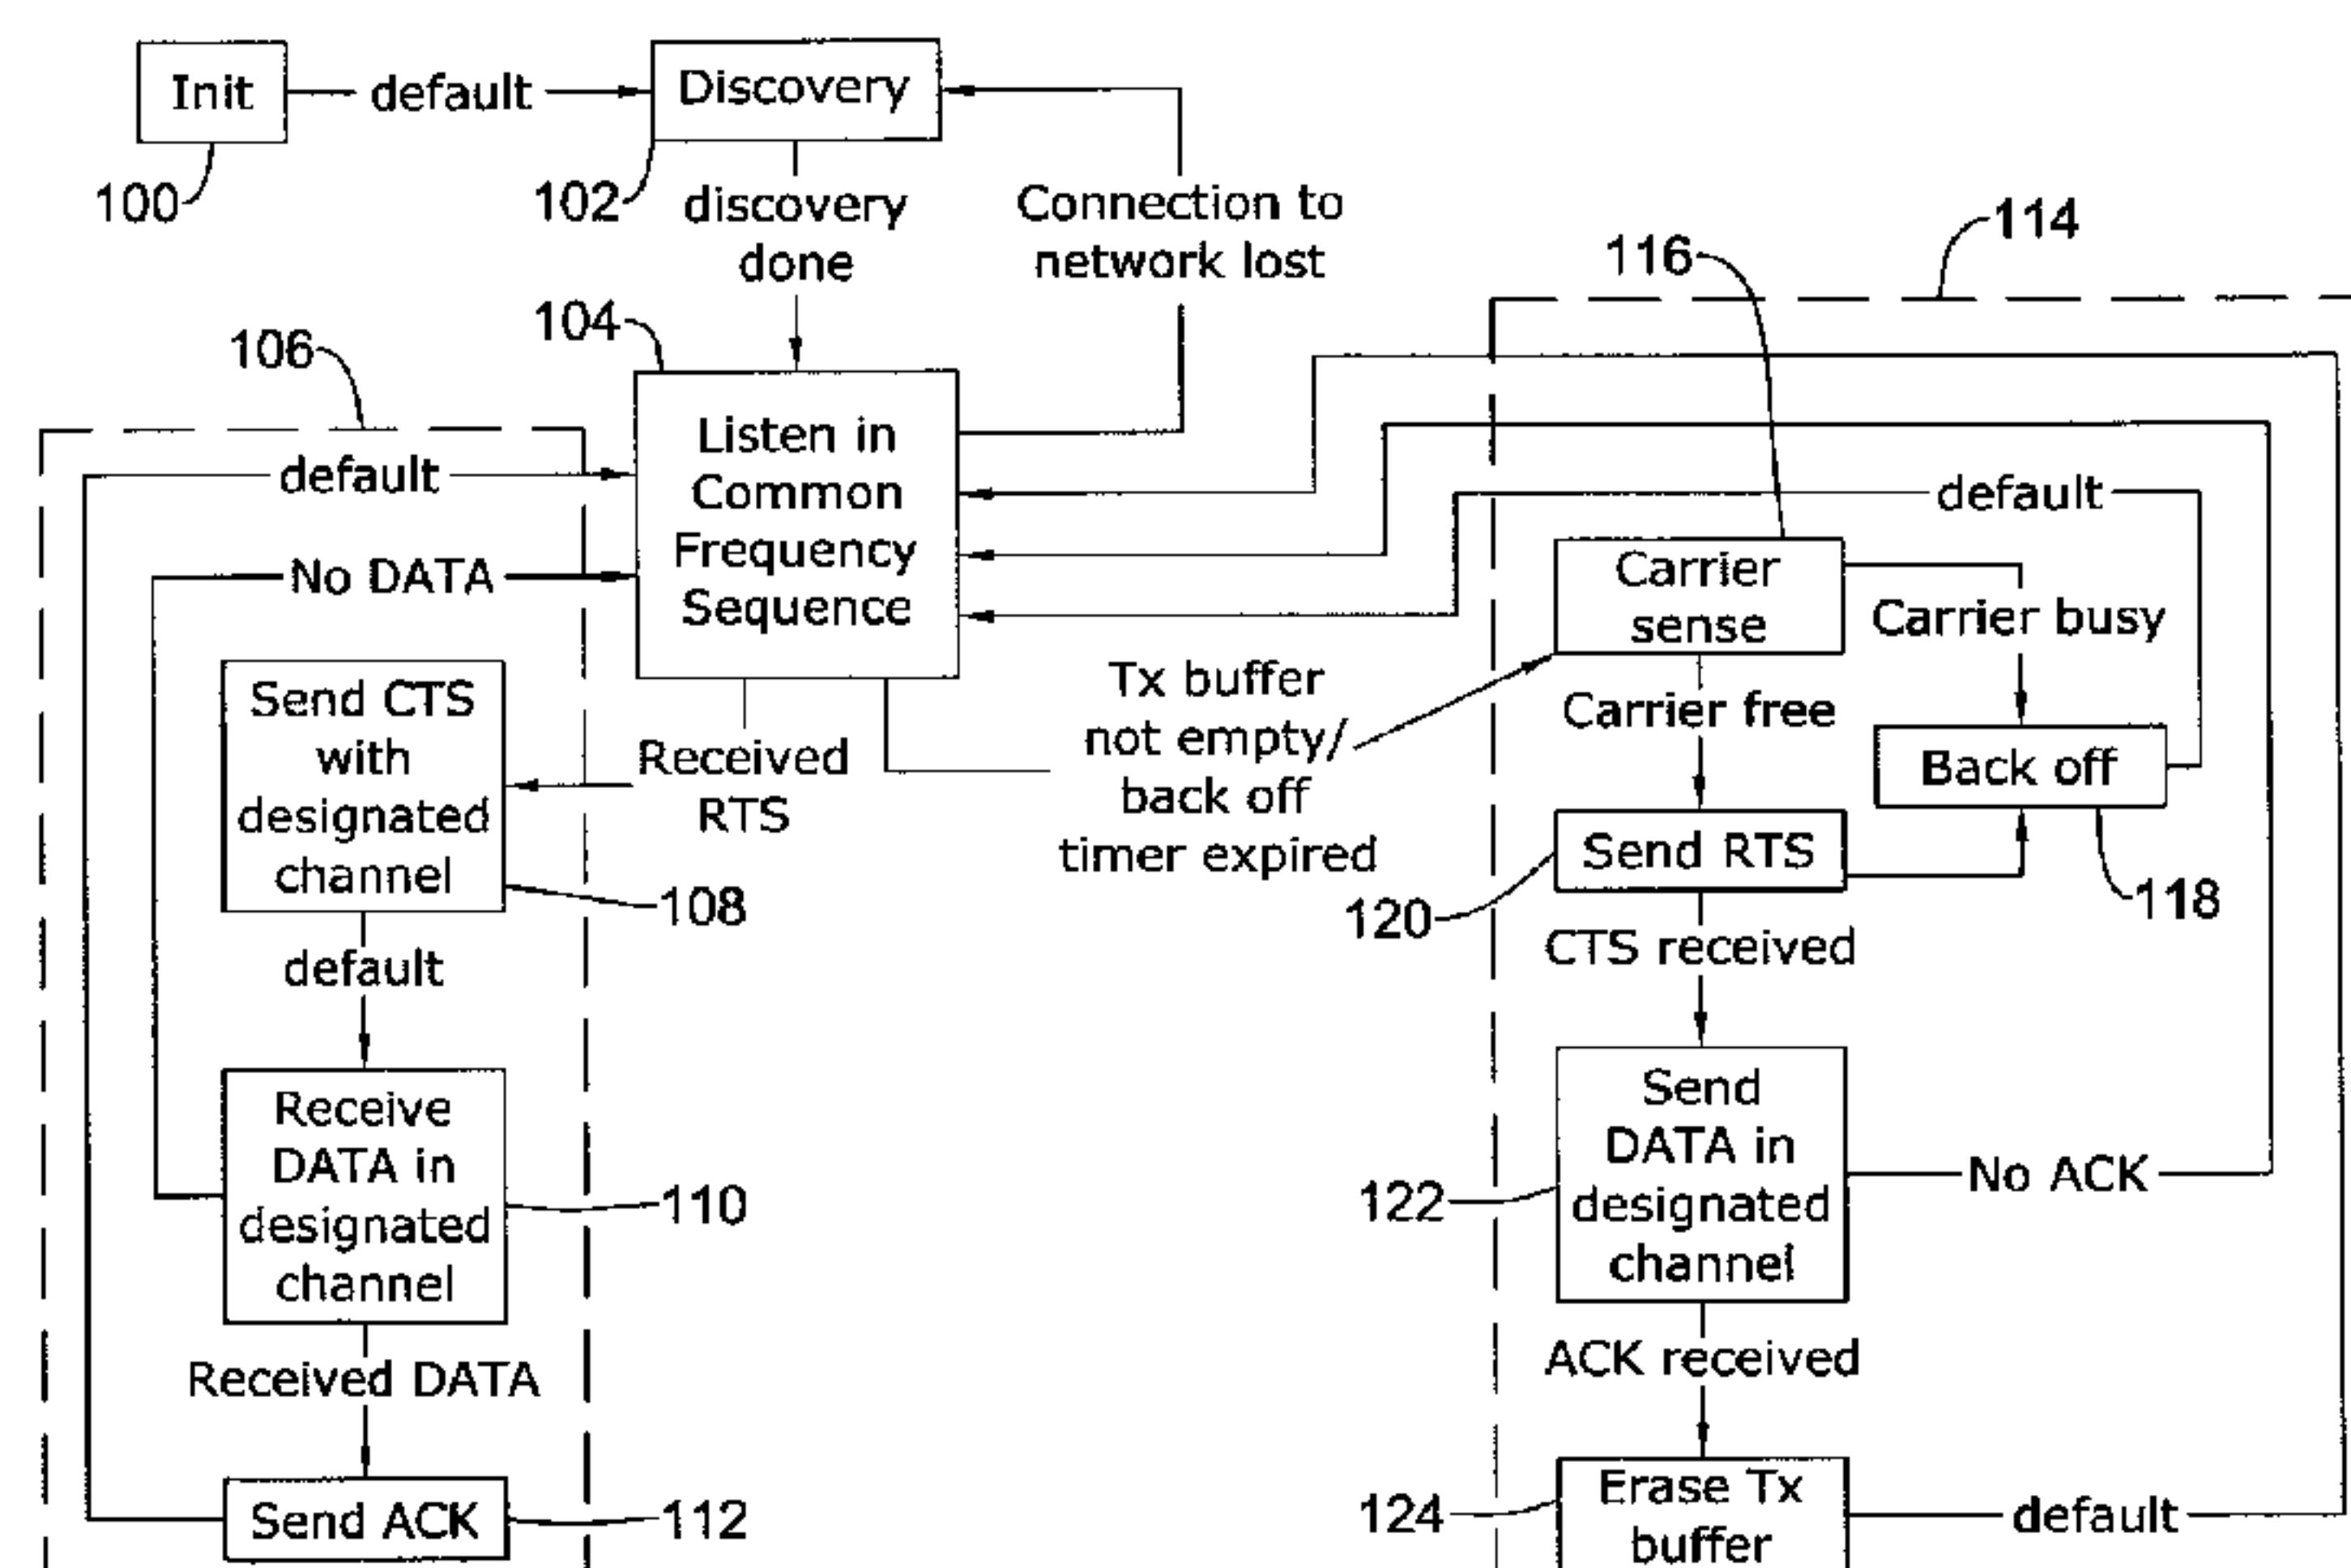 Init
default
Discovery
100
102
discovery
done
Connection to
network lost
114
116
104
106
Listen in
Common
Frequency
Sequence
default
No DATA
default
Carrier
sense
Carrier busy
Send CTS
with
designated
channel
Received
RTS
Tx buffer
not empty/
back off
timer expired
Carrier free
Back off
Send RTS
108
120
118
default
CTS received
Receive
DATA in
designated
channel
110
Send
DATA in
designated
channel
No ACK
122
Received DATA
ACK received
Send ACK
112
124
Erase Tx
buffer
default